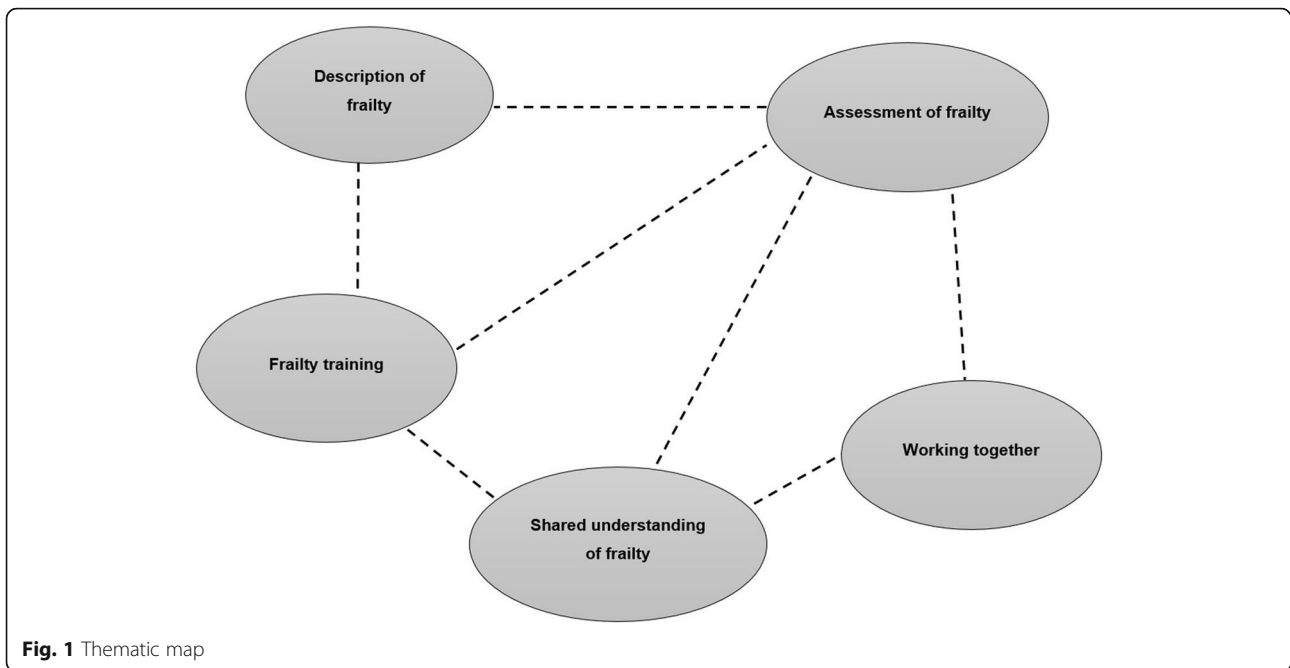 Description of
frailty
Assessment of frailty
Frailty training
Working together
Shared understanding
of frailty
Fig. 1 Thematic map